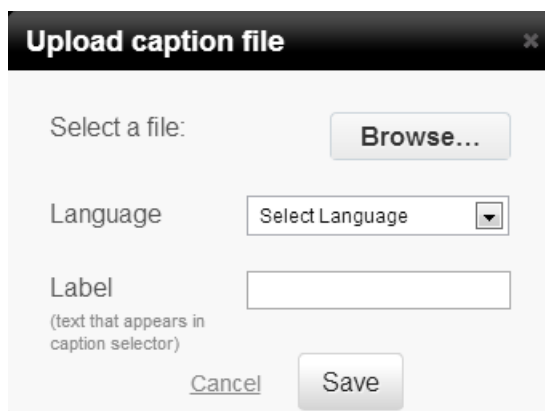 Upload caption file
Select a file:
Browse...
Language
Select Language
Label
(text that appears in
caption selector)
Cancel
Save